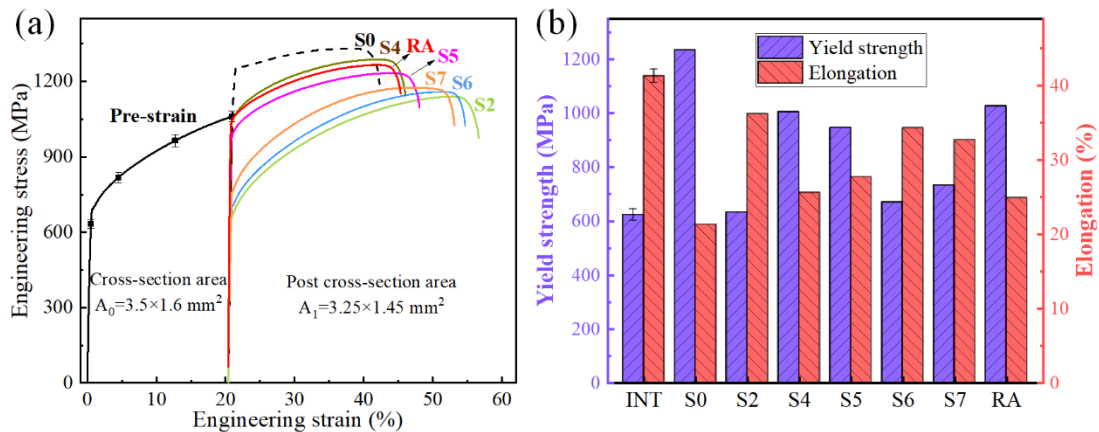 (a)
Engineering stress (MPa)
1200
900
600
300
0
0
10
20
30
40
50
60
Engineering strain (%)
Pre-strain
S0
S4
RA
S5
S7
S6
S2
Cross-section area
A₀=3.5×1.6 mm²
Post cross-section area
A₁=3.25×1.45 mm²
(b)
Yield strength (MPa)
1200
1000
800
600
400
200
0
Yield strength
Elongation
40
30
20
10
0
Elongation (%)
INT
S0
S2
S4
S5
S6
S7
RA